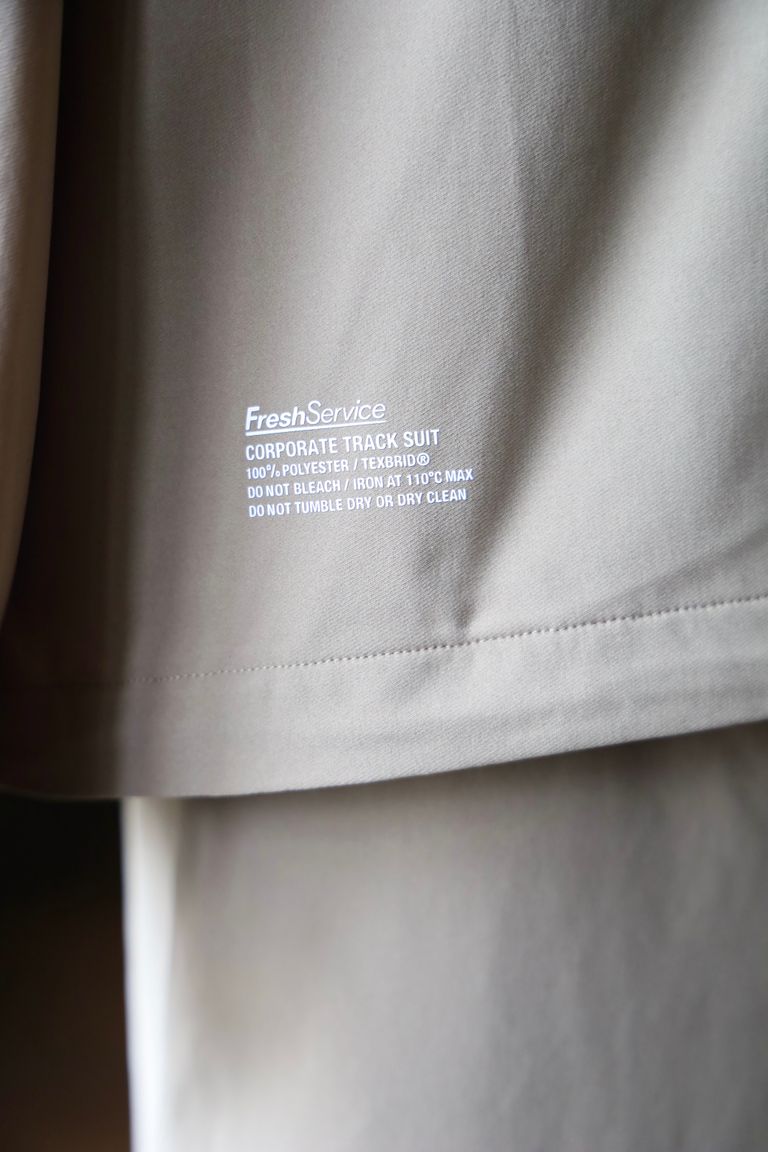 FreshService
CORPORATE TRACK SUIT
100% POLYESTER / TEXBRID®
DO NOT BLEACH / IRON AT 110°C MAX
DO NOT TUMBLE DRY OR DRY CLEAN